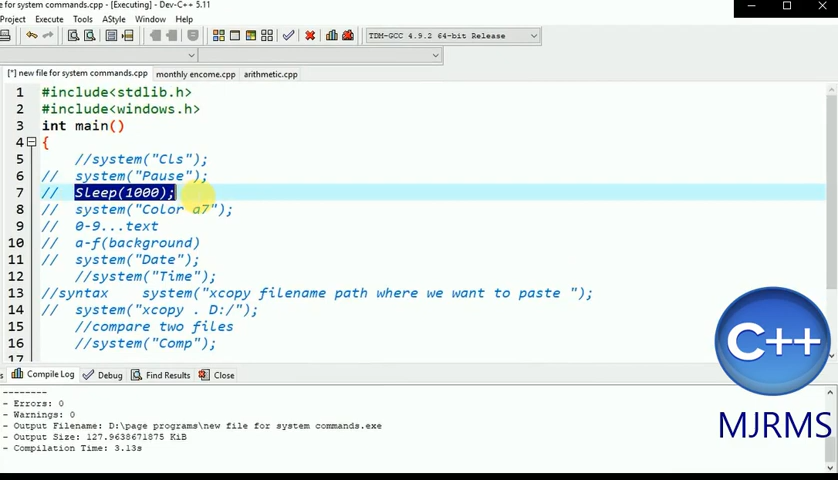 e for system commands.cpp - [Executing] - Dev-C++ 5.11
Project Execute Tools AStyle Window Help
TDM-GCC 4.9.2 64-bit Release
[*] new file for system commands.cpp monthly encome.cpp arithmetic.cpp
1 #include<stdlib.h>
2 #include<windows.h>
3 int main()
4 {
5 //system("Cls");
6 // system("Pause");
7 // Sleep(1000);
8 // system("Color a7");
9 // 0-9...text
10 // a-f(background)
11 // system("Date");
12 //system("Time");
13 //syntax system("xcopy filename path where we want to paste ");
14 // system("xcopy . D:/");
15 //compare two files
16 //system("Comp");
17
C++
MJRMS
s Compile Log Debug Find Results Close
--------
- Errors: 0
- Warnings: 0
- Output Filename: D:\page programs\new file for system commands.exe
- Output Size: 127.9638671875 KiB
- Compilation Time: 3.13s